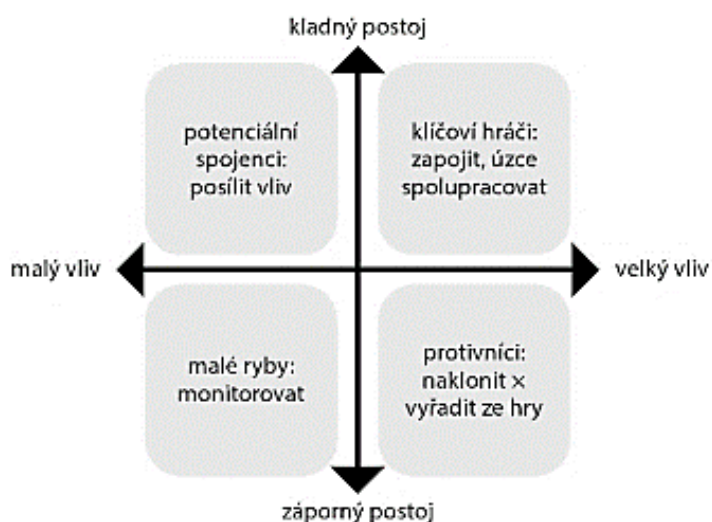 kladný postoj
potenciální
spojenci:
posílit vliv
klíčoví hráči:
zapojit, úzce
spolupracovat
malý vliv
velký vliv
malé ryby:
monitorovat
protivníci:
naklonit ×
vyřadit ze hry
záporný postoj